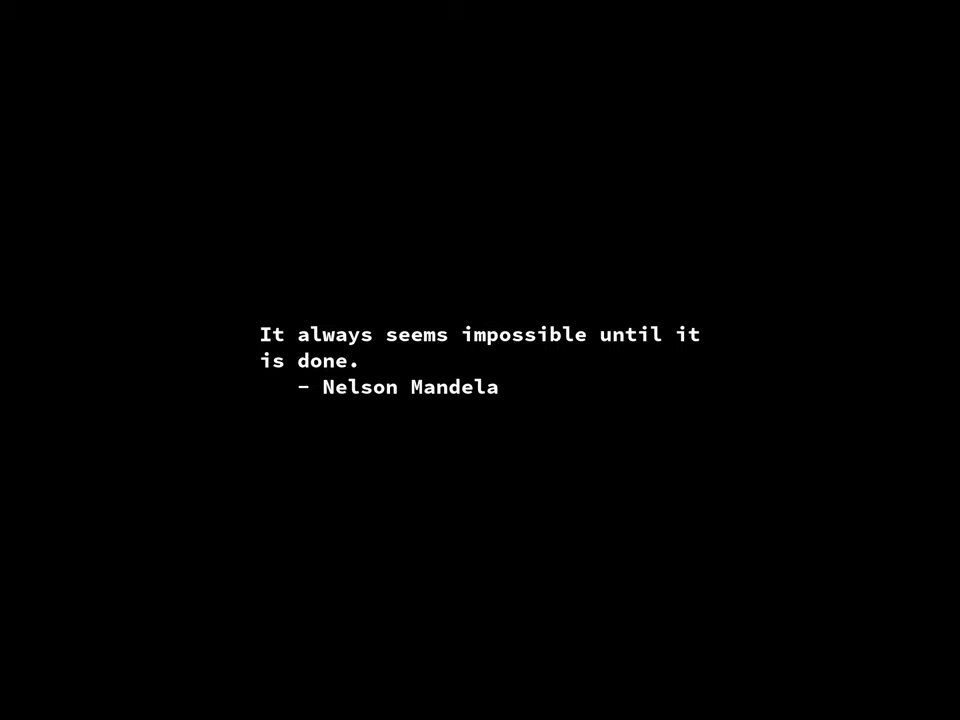 It always seems impossible until it
is done.
– Nelson Mandela